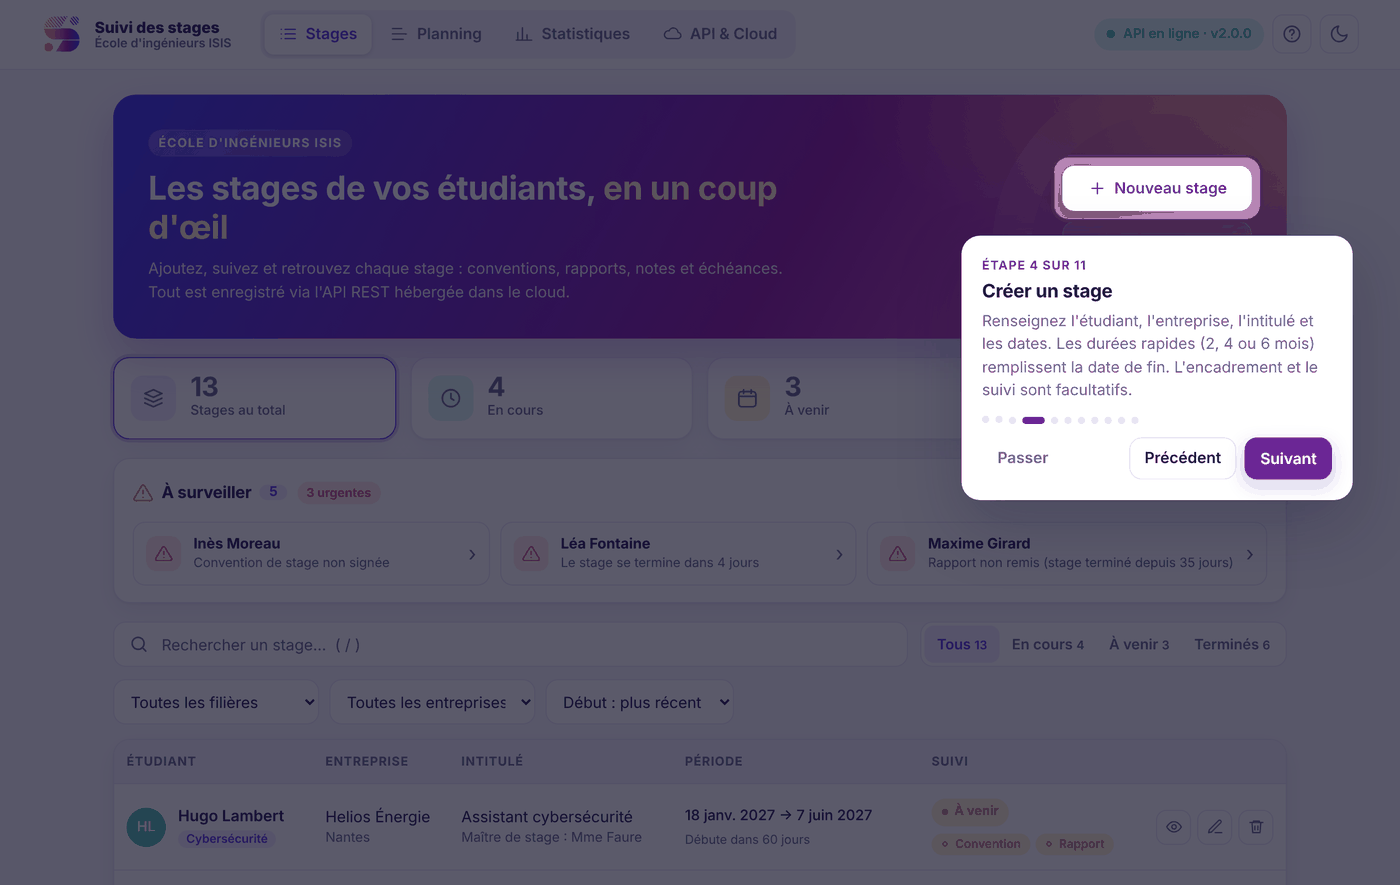 Suivi des stages
École d'ingénieurs ISIS
Stages
Planning
Statistiques
API & Cloud
API en ligne · v2.0.0
ÉCOLE D'INGÉNIEURS ISIS
Les stages de vos étudiants, en un coup
d'œil
Ajoutez, suivez et retrouvez chaque stage : conventions, rapports, notes et échéances.
Tout est enregistré via l'API REST hébergée dans le cloud.
+ Nouveau stage
ÉTAPE 4 SUR 11
Créer un stage
Renseignez l'étudiant, l'entreprise, l'intitulé et
les dates. Les durées rapides (2, 4 ou 6 mois)
remplissent la date de fin. L'encadrement et le
suivi sont facultatifs.
Passer
Précédent
Suivant
13
Stages au total
4
En cours
3
À venir
À surveiller 5 3 urgentes
Inès Moreau
Convention de stage non signée
Léa Fontaine
Le stage se termine dans 4 jours
Maxime Girard
Rapport non remis (stage terminé depuis 35 jours)
Rechercher un stage... ( / )
Tous 13
En cours 4
À venir 3
Terminés 6
Toutes les filières
Toutes les entreprises
Début : plus récent
ÉTUDIANT
ENTREPRISE
INTITULÉ
PÉRIODE
SUIVI
HL
Hugo Lambert
Cybersécurité
Helios Énergie
Nantes
Assistant cybersécurité
Maître de stage : Mme Faure
18 janv. 2027 → 7 juin 2027
Débute dans 60 jours
À venir
Convention
Rapport